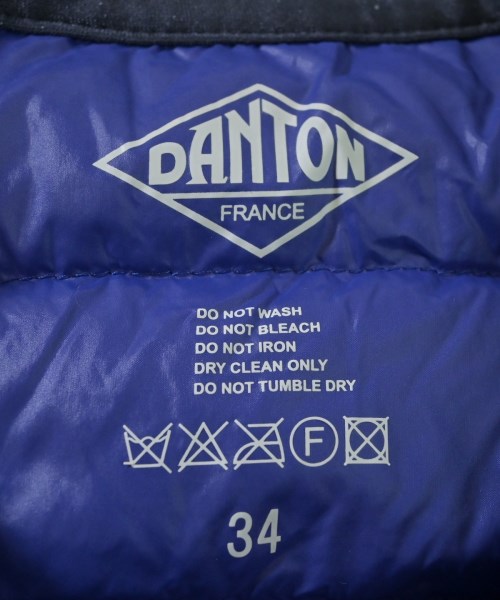 DANTON
FRANCE
DO NOT WASH
DO NOT BLEACH
DO NOT IRON
DRY CLEAN ONLY
DO NOT TUMBLE DRY
F
34